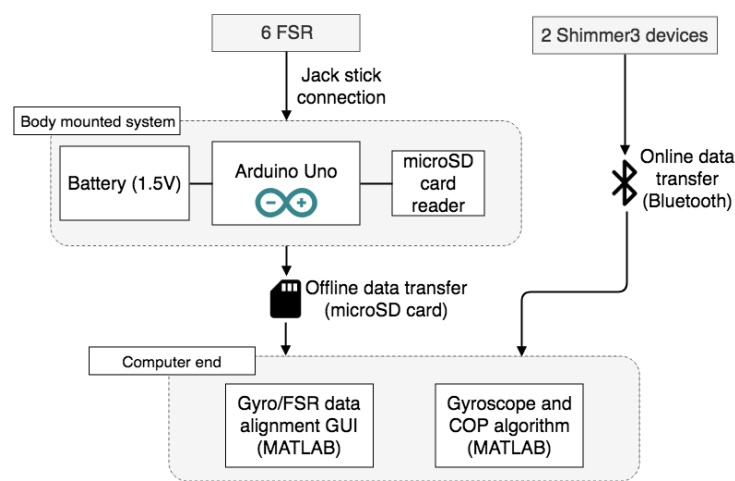 6 FSR
2 Shimmer3 devices
Jack stick
connection
Body mounted system
Battery (1.5V)
Arduino Uno
microSD
card
reader
Online data
transfer
(Bluetooth)
Offline data transfer
(microSD card)
Computer end
Gyro/FSR data
alignment GUI
(MATLAB)
Gyroscope and
COP algorithm
(MATLAB)